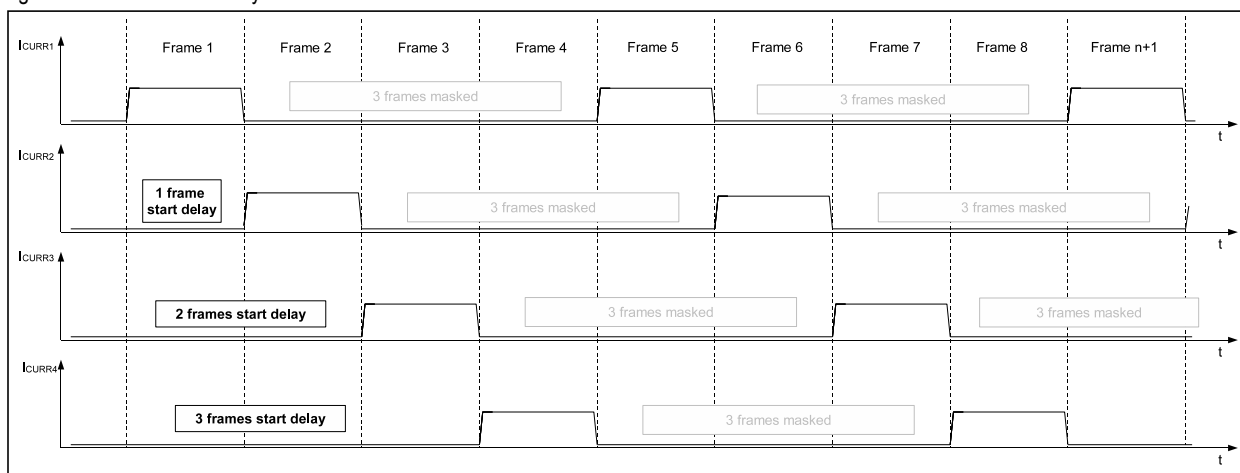 ICURR1
Frame 1 Frame 2 Frame 3 Frame 4 Frame 5 Frame 6 Frame 7 Frame 8 Frame n+1
3 frames masked 3 frames masked
t
ICURR2
1 frame
start delay
3 frames masked 3 frames masked
t
ICURR3
2 frames start delay 3 frames masked 3 frames masked
t
ICURR4
3 frames start delay 3 frames masked
t